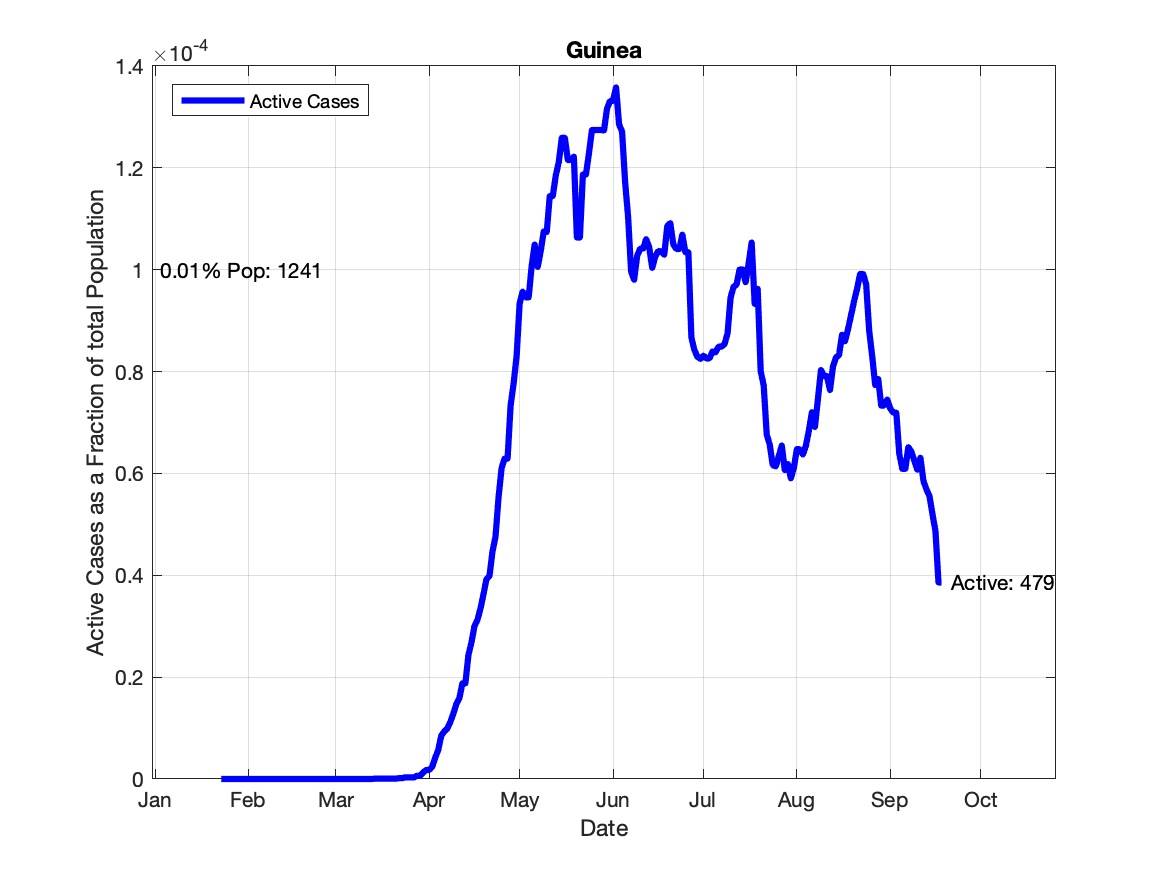 Guinea
×10-4
1.4
1.2
1
0.8
0.6
0.4
0.2
0
Active Cases as a Fraction of total Population
Active Cases
0.01% Pop: 1241
Active: 479
Jan Feb Mar Apr May Jun Jul Aug Sep Oct
Date